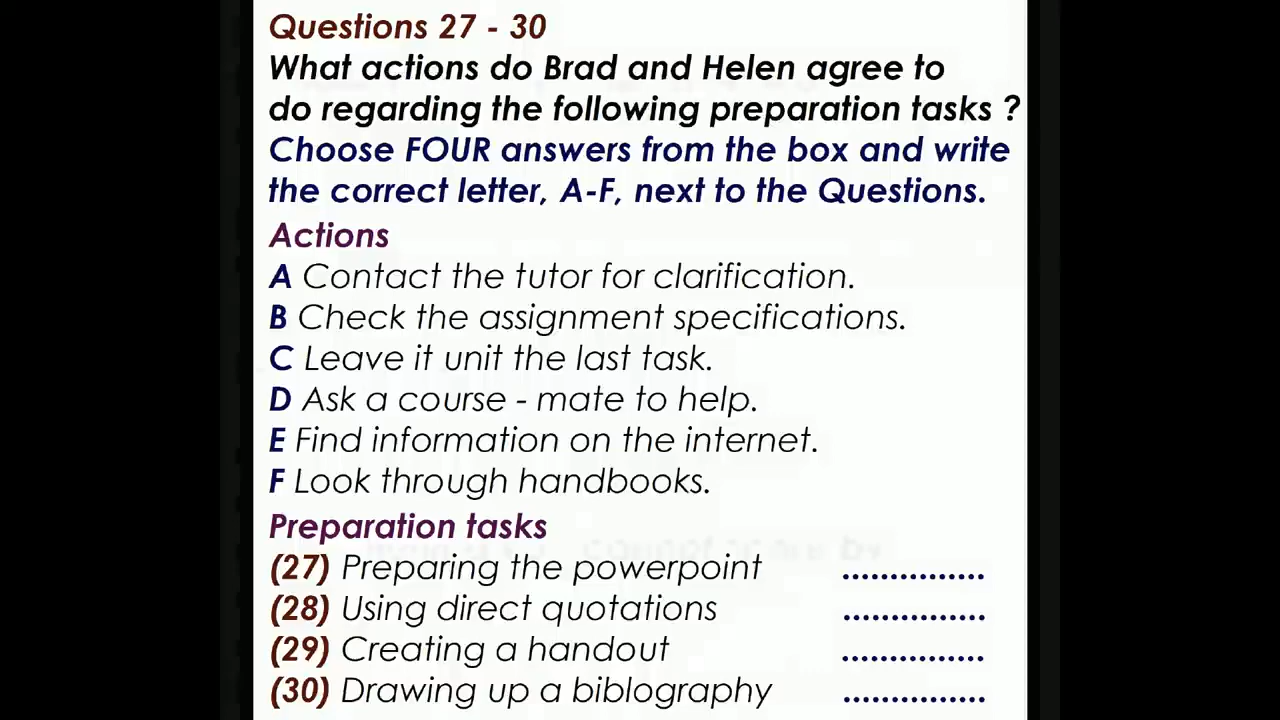 Questions 27 - 30
What actions do Brad and Helen agree to
do regarding the following preparation tasks ?
Choose FOUR answers from the box and write
the correct letter, A-F, next to the Questions.
Actions
A Contact the tutor for clarification.
B Check the assignment specifications.
C Leave it unit the last task.
D Ask a course - mate to help.
E Find information on the internet.
F Look through handbooks.
Preparation tasks
(27) Preparing the powerpoint ...............
(28) Using direct quotations ...............
(29) Creating a handout ...............
(30) Drawing up a biblography ...............